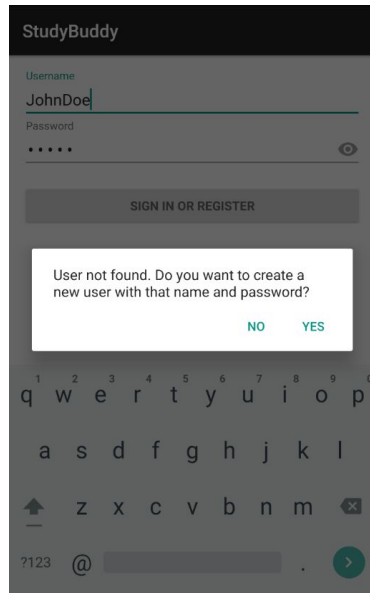 StudyBuddy
Username
JohnDoe
Password
•••••
SIGN IN OR REGISTER
User not found. Do you want to create a
new user with that name and password?
NO YES
1 2 3 4 5 6 7 8 9 0
q w e r t y u i o p
a s d f g h j k l
z x c v b n m
?123 @ .